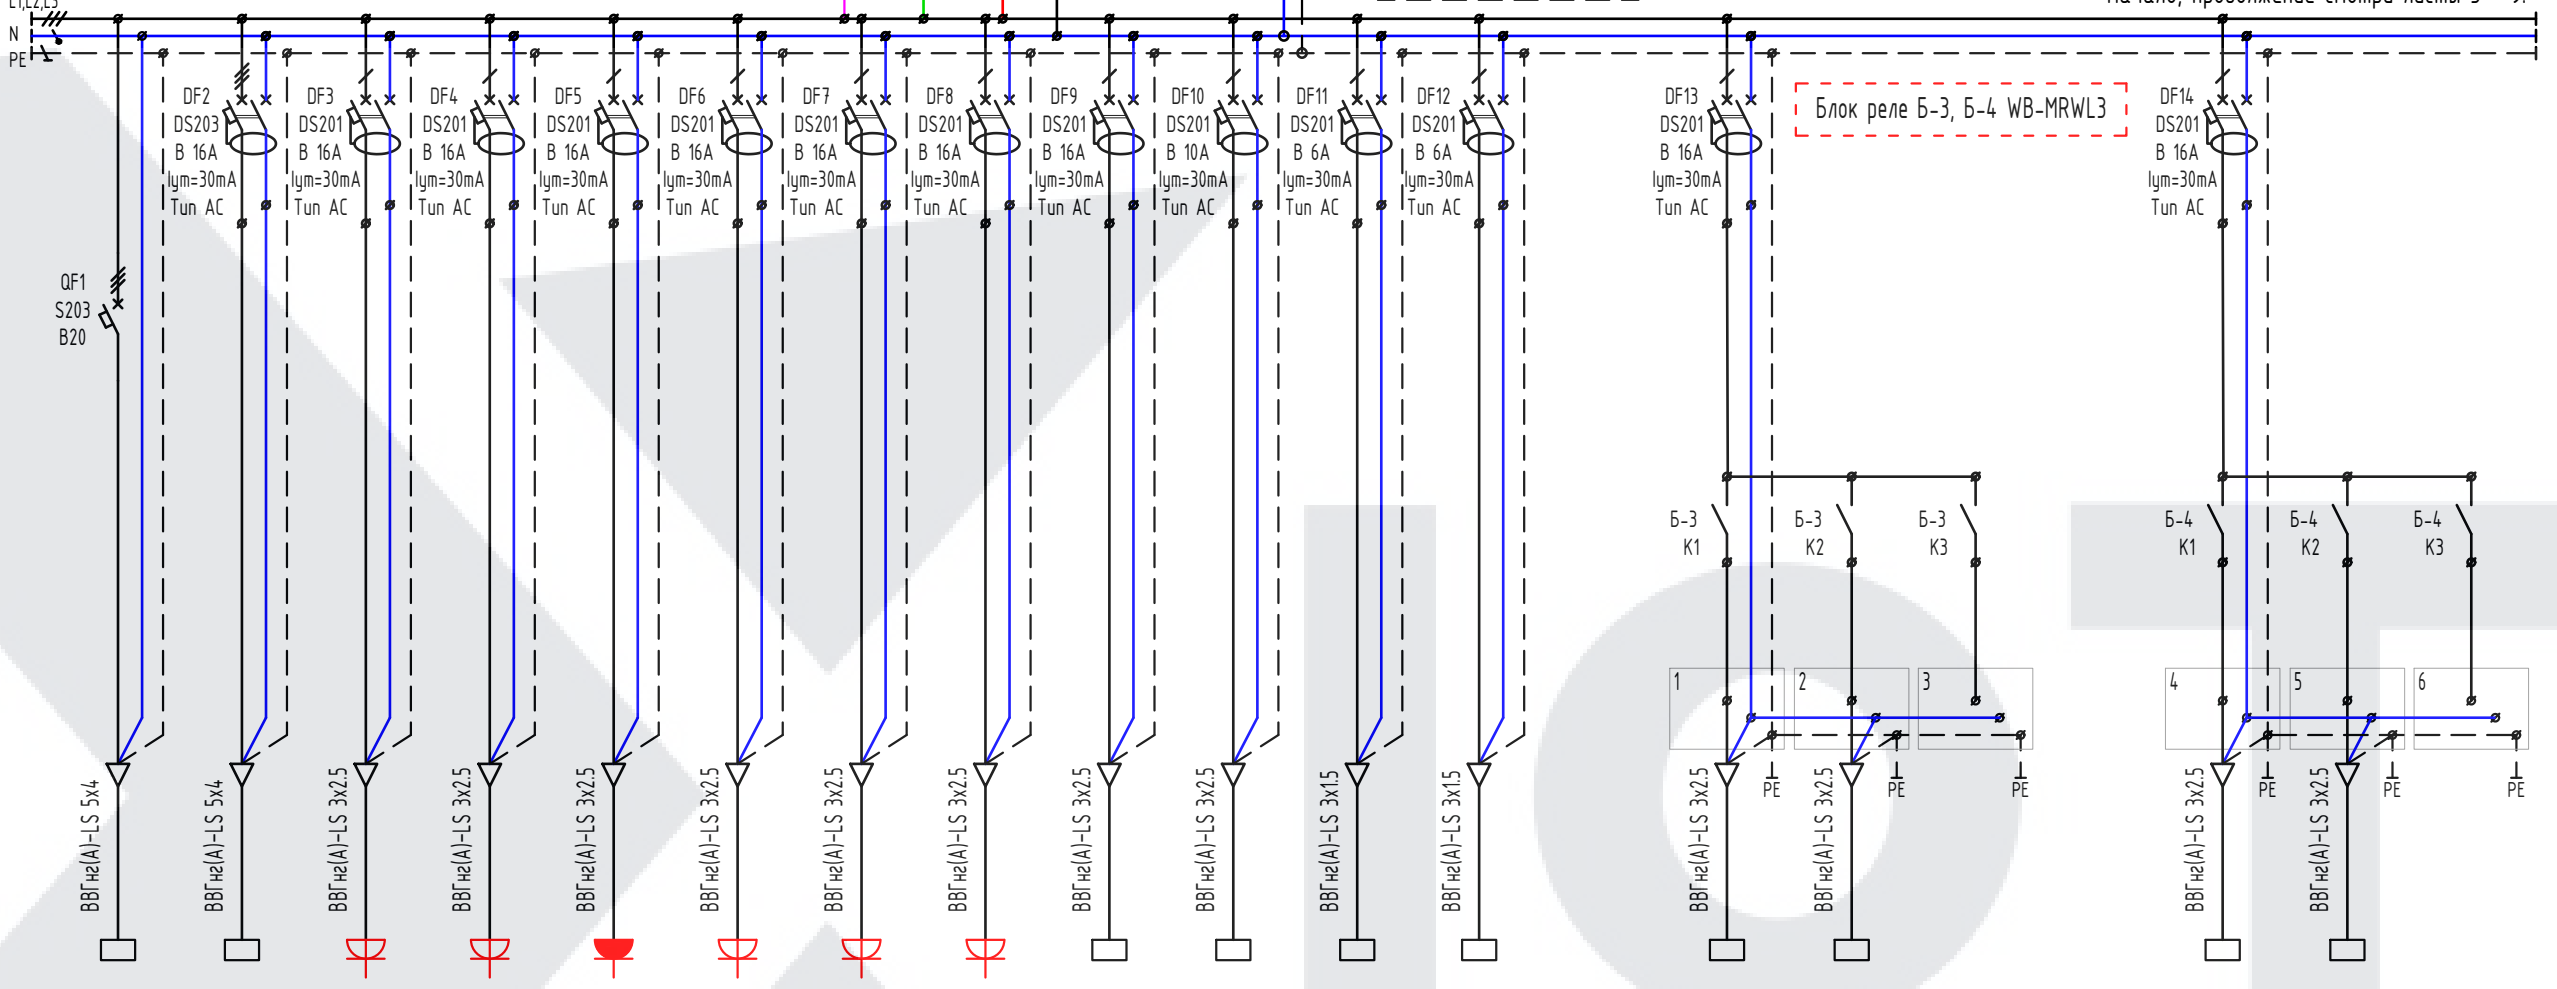 L1,L2,L3
N
PE
QF1
S203
B20
DF2
DS203
B 16A
Iут=30mA
Тип AC
DF3
DS201
B 16A
Iут=30mA
Тип AC
DF4
DS201
B 16A
Iут=30mA
Тип AC
DF5
DS201
B 16A
Iут=30mA
Тип AC
DF6
DS201
B 16A
Iут=30mA
Тип AC
DF7
DS201
B 16A
Iут=30mA
Тип AC
DF8
DS201
B 16A
Iут=30mA
Тип AC
DF9
DS201
B 16A
Iут=30mA
Тип AC
DF10
DS201
B 10A
Iут=30mA
Тип AC
DF11
DS201
B 6A
Iут=30mA
Тип AC
DF12
DS201
B 6A
Iут=30mA
Тип AC
DF13
DS201
B 16A
Iут=30mA
Тип AC
Блок реле Б-3, Б-4 WB-MRWL3
DF14
DS201
B 16A
Iут=30mA
Тип AC
Б-3
K1
Б-3
K2
Б-3
K3
Б-4
K1
Б-4
K2
Б-4
K3
1
2
3
4
5
6
PE
PE
PE
PE
PE
PE
ВВГнг(А)-LS 5x4
ВВГнг(А)-LS 5x4
ВВГнг(А)-LS 3x2.5
ВВГнг(А)-LS 3x2.5
ВВГнг(А)-LS 3x2.5
ВВГнг(А)-LS 3x2.5
ВВГнг(А)-LS 3x2.5
ВВГнг(А)-LS 3x2.5
ВВГнг(А)-LS 3x2.5
ВВГнг(А)-LS 3x2.5
ВВГнг(А)-LS 3x1.5
ВВГнг(А)-LS 3x1.5
ВВГнг(А)-LS 3x2.5
ВВГнг(А)-LS 3x2.5
ВВГнг(А)-LS 3x2.5
ВВГнг(А)-LS 3x2.5